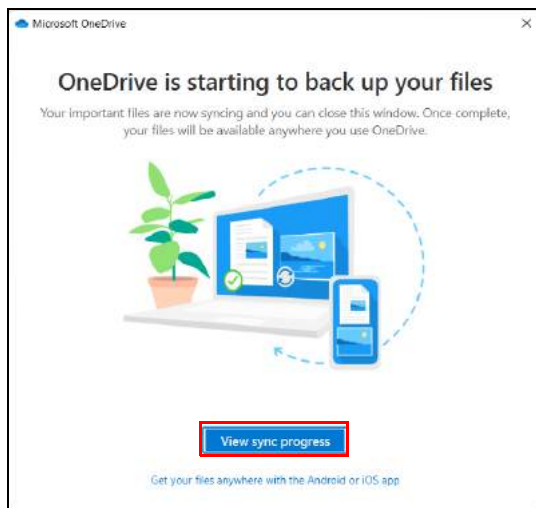 Microsoft OneDrive
OneDrive is starting to back up your files
Your important files are now syncing and you can close this window. Once complete,
your files will be available anywhere you use OneDrive.
View sync progress
Get your files anywhere with the Android or iOS app